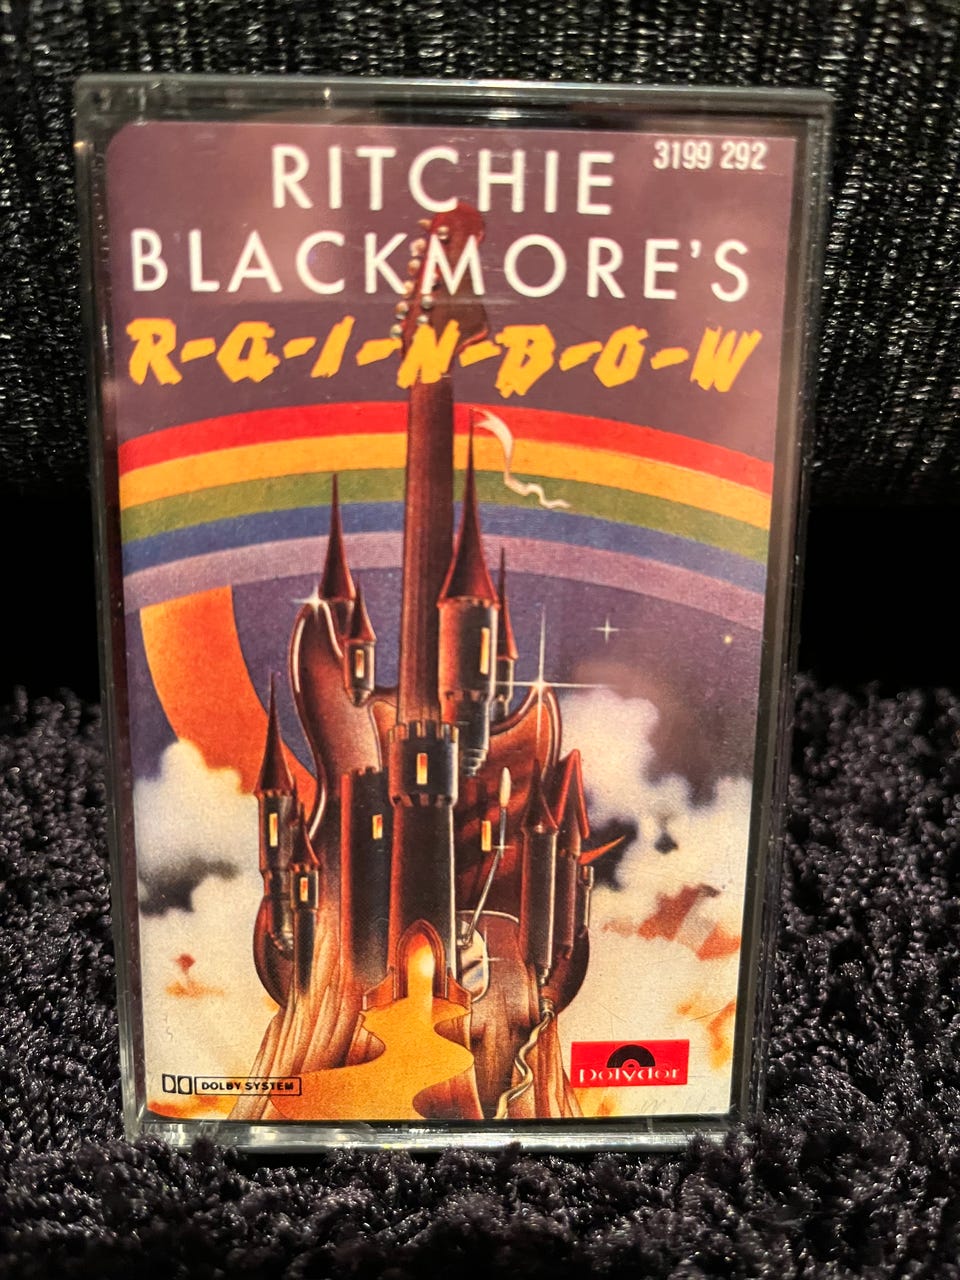 RITCHIE
3199 292
BLACKMORE'S
R-A-I-N-B-O-W
DOLBY SYSTEM
polydor